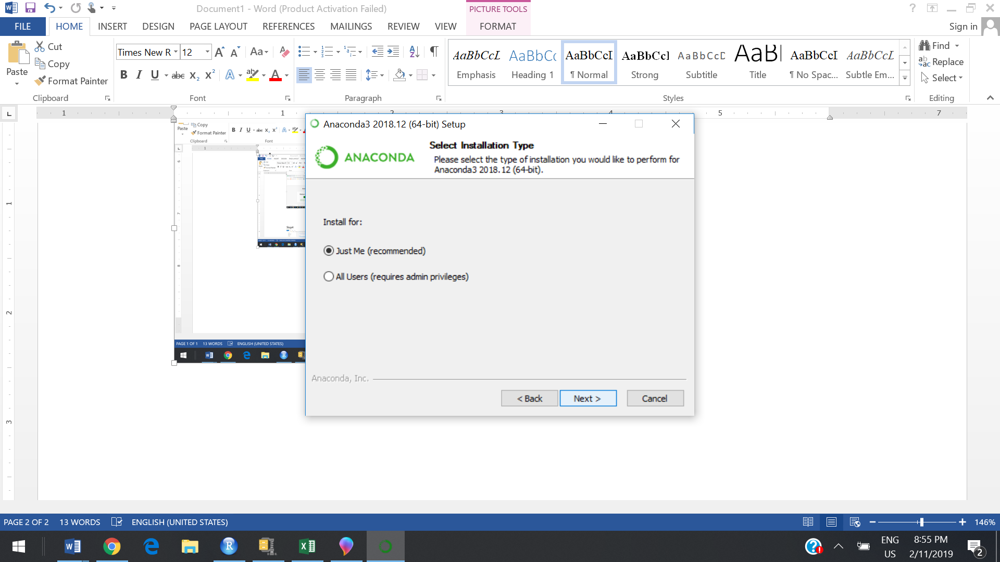 Document1 - Word (Product Activation Failed)
PICTURE TOOLS
FILE HOME INSERT DESIGN PAGE LAYOUT REFERENCES MAILINGS REVIEW VIEW FORMAT Sign in
Paste
Cut
Copy
Format Painter
Clipboard
Times New R 12
Font
Paragraph
AaBbCcL AaBbCc AaBbCcI AaBbCcI AaBbCcD AaBl AaBbCcI AaBbCcL
Emphasis Heading 1 ¶ Normal Strong Subtitle Title ¶ No Spac... Subtle Em...
Styles
Find
Replace
Select
Editing
1 1 2 3 4 5 7
Paste
Copy
Format Painter
Clipboard
Font
Step4
PAGE 1 OF 1 13 WORDS ENGLISH (UNITED STATES)
1
2
3
Anaconda3 2018.12 (64-bit) Setup
ANACONDA
Select Installation Type
Please select the type of installation you would like to perform for
Anaconda3 2018.12 (64-bit).
Install for:
Just Me (recommended)
All Users (requires admin privileges)
Anaconda, Inc.
< Back Next > Cancel
PAGE 2 OF 2 13 WORDS ENGLISH (UNITED STATES) 146%
ENG
US
8:55 PM
2/11/2019
2